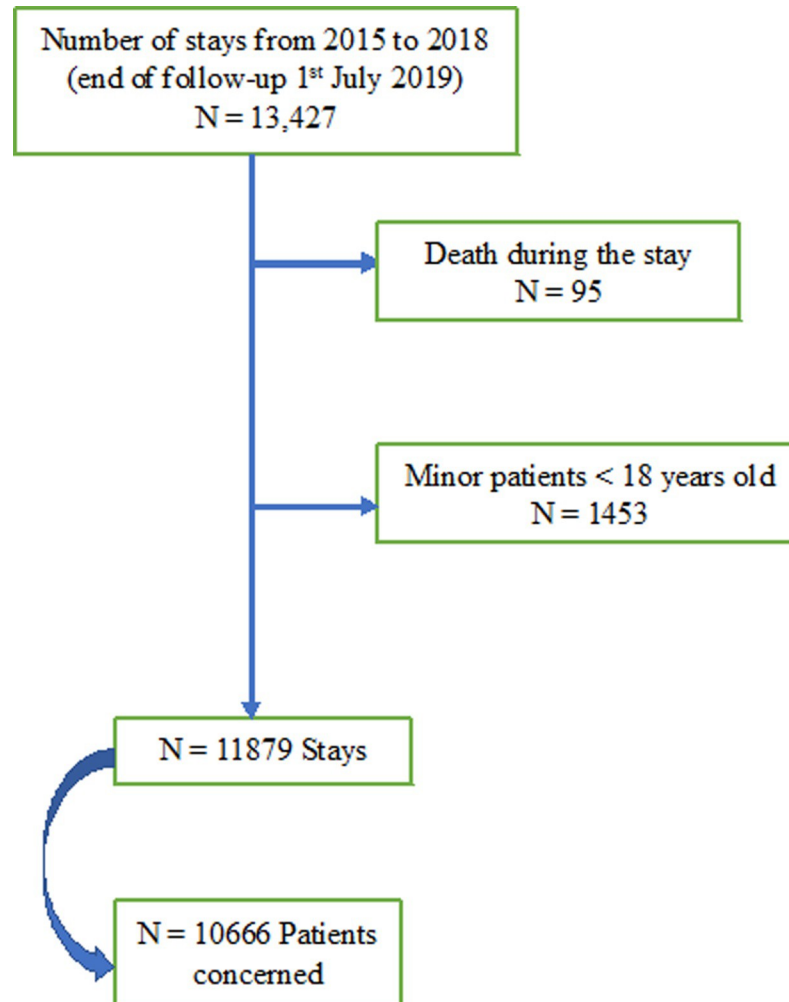 Number of stays from 2015 to 2018
(end of follow-up 1st July 2019)
N = 13,427
Death during the stay
N = 95
Minor patients < 18 years old
N = 1453
N = 11879 Stays
N = 10666 Patients
concerned